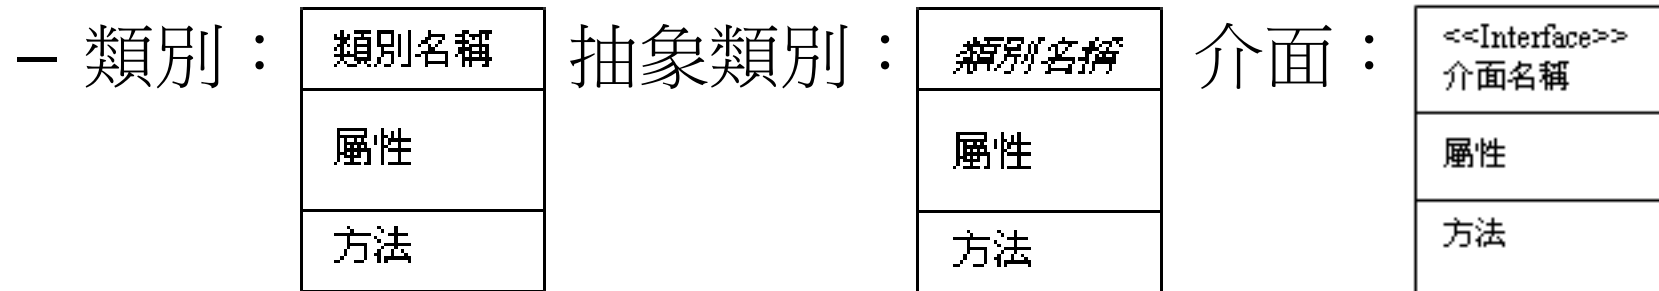 – 類別：
類別名稱
屬性
方法
抽象類別：
類別名稱
屬性
方法
介面：
<<Interface>>
介面名稱
屬性
方法